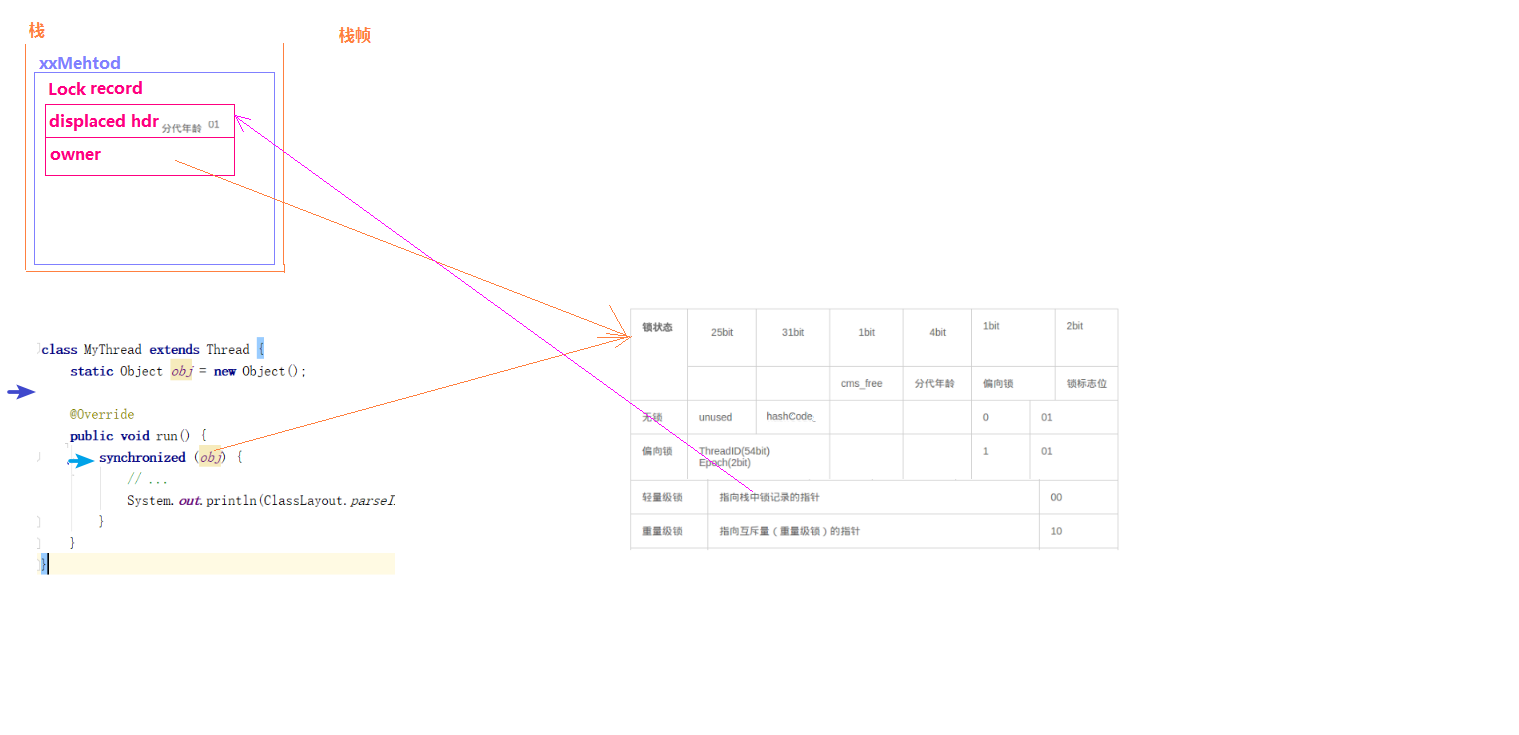 栈
栈帧
xxMehtod
Lock record
displaced hdr 分代年龄 01
owner
class MyThread extends Thread {
static Object obj = new Object();
@Override
public void run() {
synchronized (obj) {
// ...
System.out.println(ClassLayout.parseI
}
}
}
锁状态 25bit 31bit 1bit 4bit 1bit 2bit
cms_free 分代年龄 偏向锁 锁标志位
无锁 unused hashCode_ 0 01
偏向锁 ThreadID(54bit) 1 01
Epoch(2bit)
轻量级锁 指向栈中锁记录的指针 00
重量级锁 指向互斥量（重量级锁）的指针 10